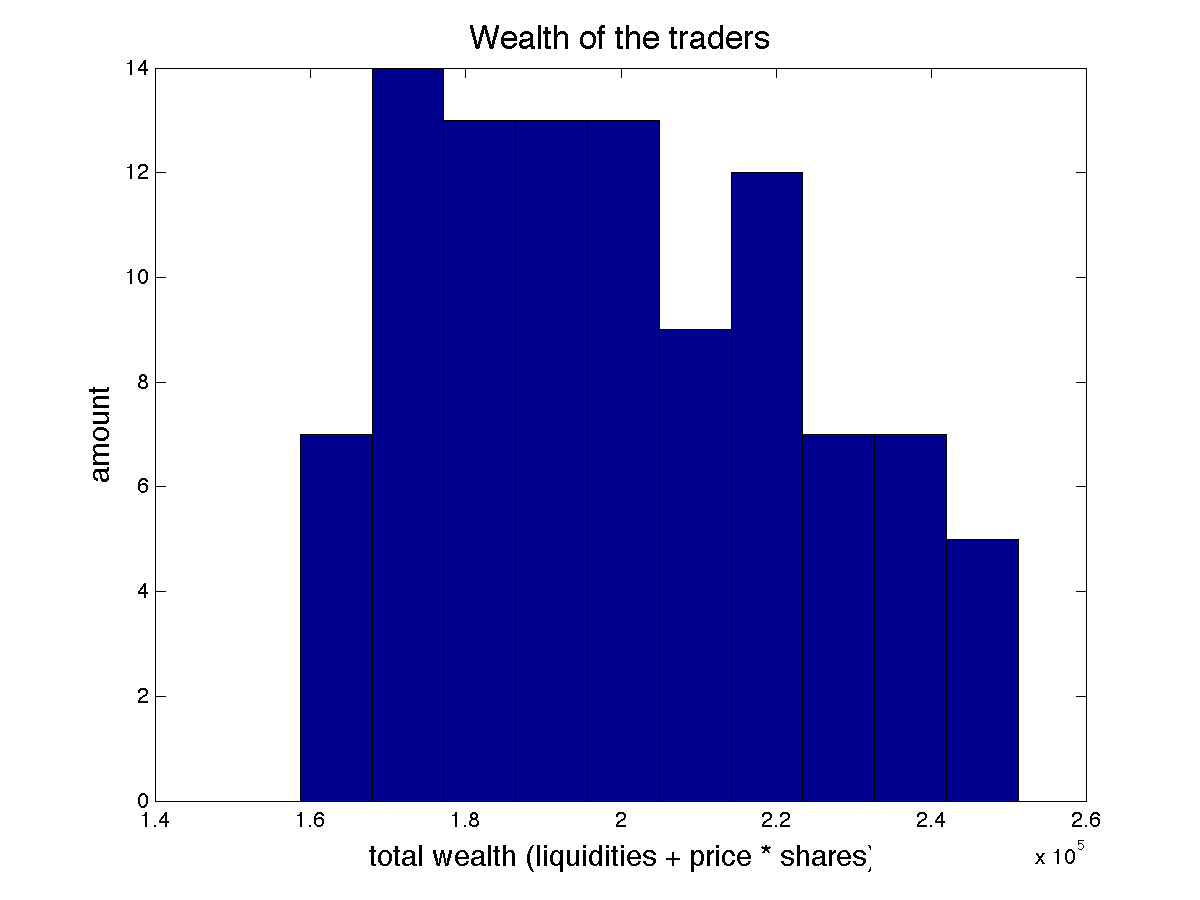 Wealth of the traders
14
12
10
8
6
4
2
0
amount
1.4 1.6 1.8 2 2.2 2.4 2.6
total wealth (liquidities + price * shares)
x 10^5